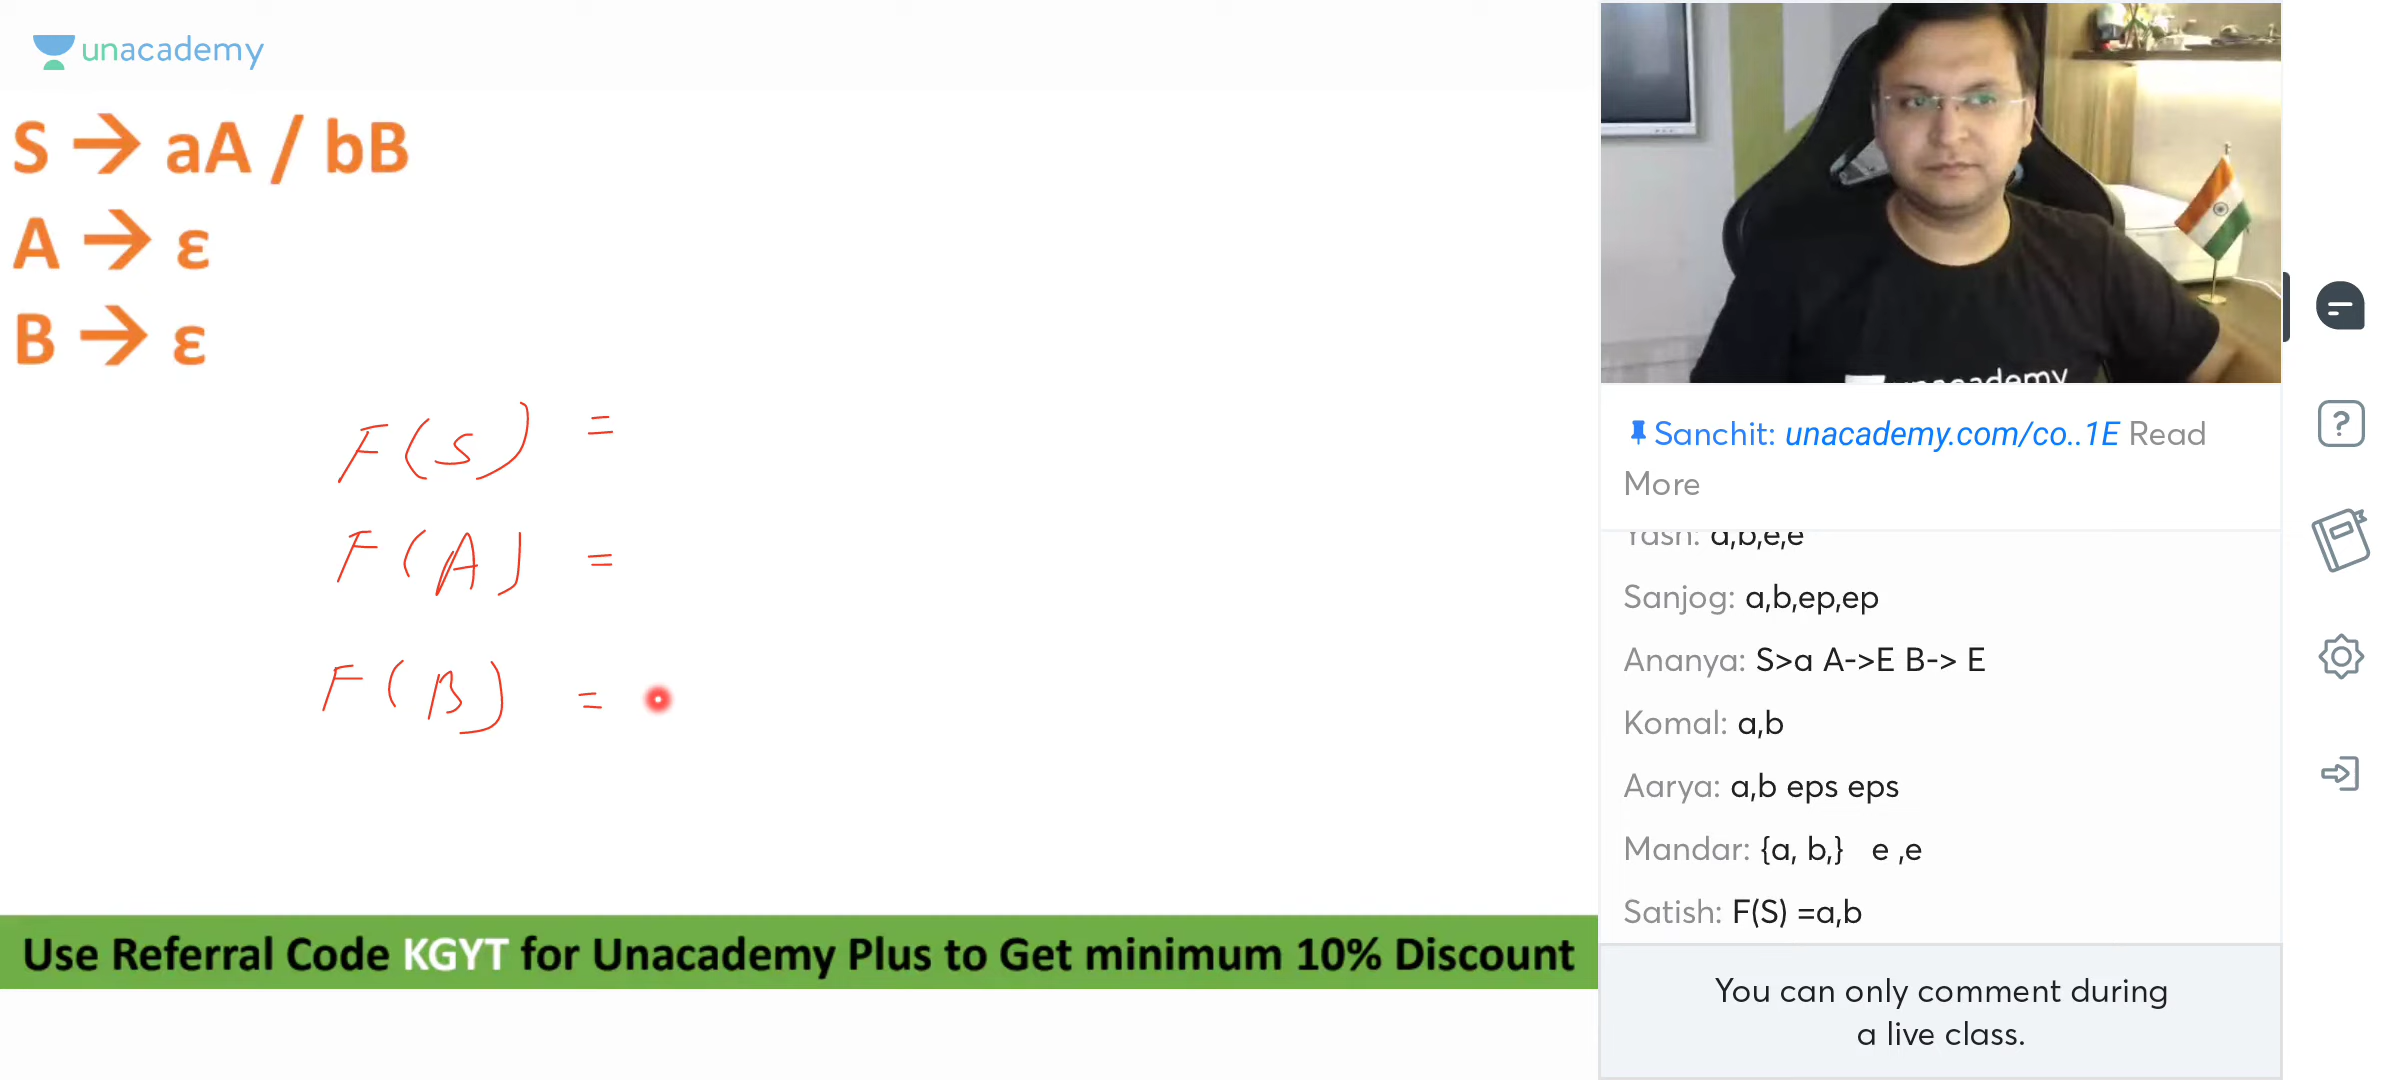 unacademy
S → aA / bB
A → ε
B → ε
F(S) =
F(A) =
F(B) =
Use Referral Code KGYT for Unacademy Plus to Get minimum 10% Discount
unacademy
Sanchit: unacademy.com/co..1E Read
More
Yash: a,b,e,e
Sanjog: a,b,ep,ep
Ananya: S>a A->E B-> E
Komal: a,b
Aarya: a,b eps eps
Mandar: {a, b,} e ,e
Satish: F(S) =a,b
You can only comment during
a live class.